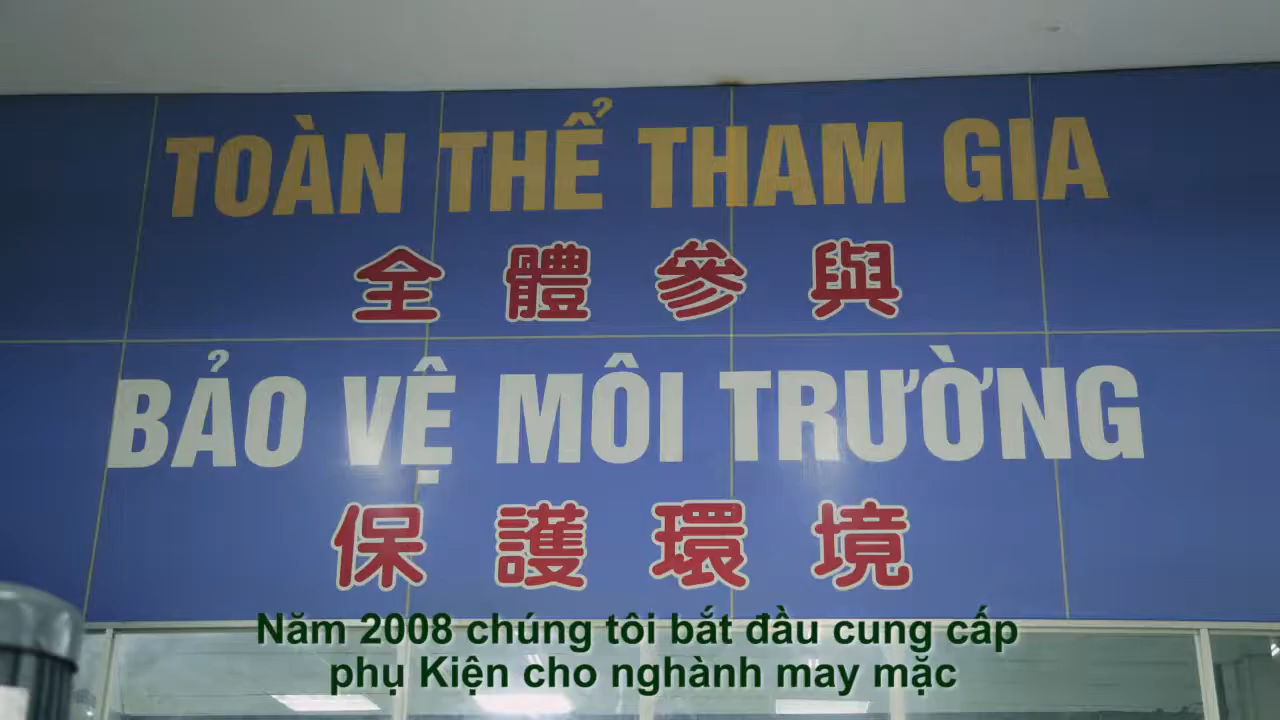 TOÀN THỂ THAM GIA
全體參與
BẢO VỆ MÔI TRƯỜNG
保護環境
Năm 2008 chúng tôi bắt đầu cung cấp
phụ Kiện cho nghành may mặc